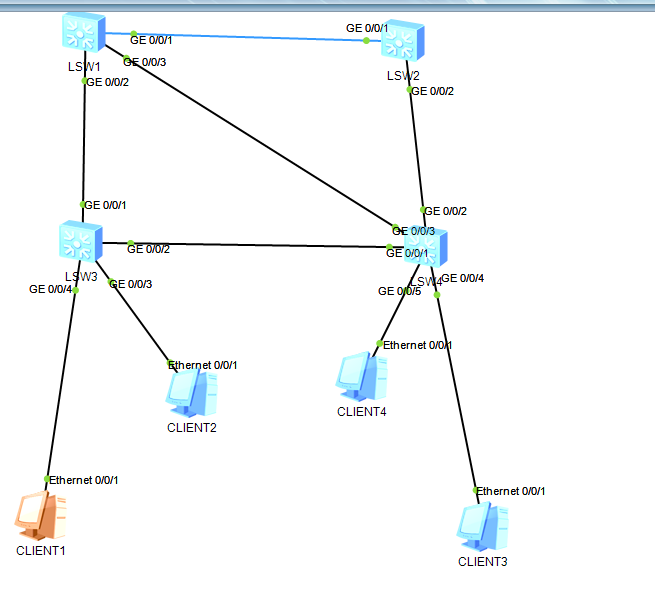 GE 0/0/1
GE 0/0/1
GE 0/0/3
LSW1
LSW2
GE 0/0/2
GE 0/0/2
GE 0/0/1
GE 0/0/2
GE 0/0/3
GE 0/0/2
GE 0/0/1
LSW3
LSW4
GE 0/0/4
GE 0/0/3
GE 0/0/4
GE 0/0/5
Ethernet 0/0/1
Ethernet 0/0/1
CLIENT4
CLIENT2
Ethernet 0/0/1
Ethernet 0/0/1
CLIENT1
CLIENT3